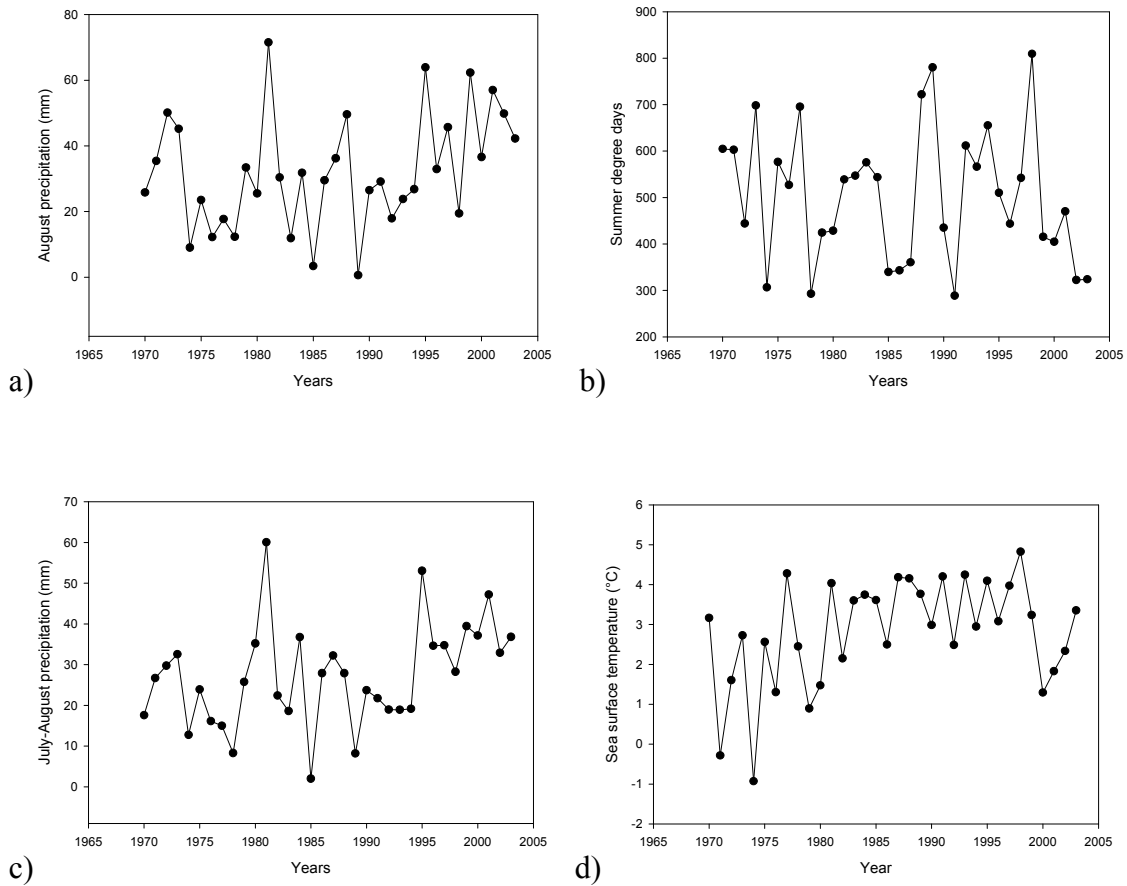 80
60
40
20
0
August precipitation (mm)
1965 1970 1975 1980 1985 1990 1995 2000 2005
Years
a)
900
800
700
600
500
400
300
200
Summer degree days
1965 1970 1975 1980 1985 1990 1995 2000 2005
Years
b)
70
60
50
40
30
20
10
0
July-August precipitation (mm)
1965 1970 1975 1980 1985 1990 1995 2000 2005
Years
c)
6
5
4
3
2
1
0
-1
-2
Sea surface temperature (°C)
1965 1970 1975 1980 1985 1990 1995 2000 2005
Year
d)